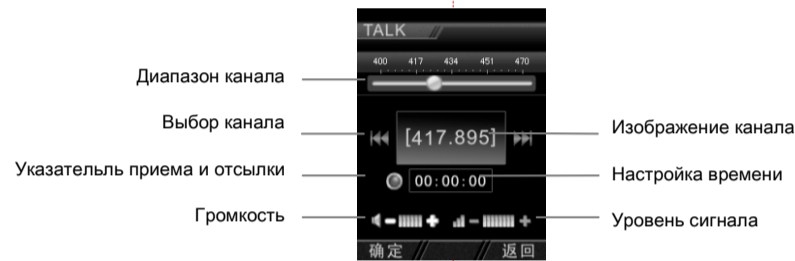 TALK
400 417 434 451 470
Диапазон канала
Выбор канала
[417.895]
Изображение канала
Указателль приема и отсылки
00:00:00
Настройка времени
Громкость
Уровень сигнала
确定 返回